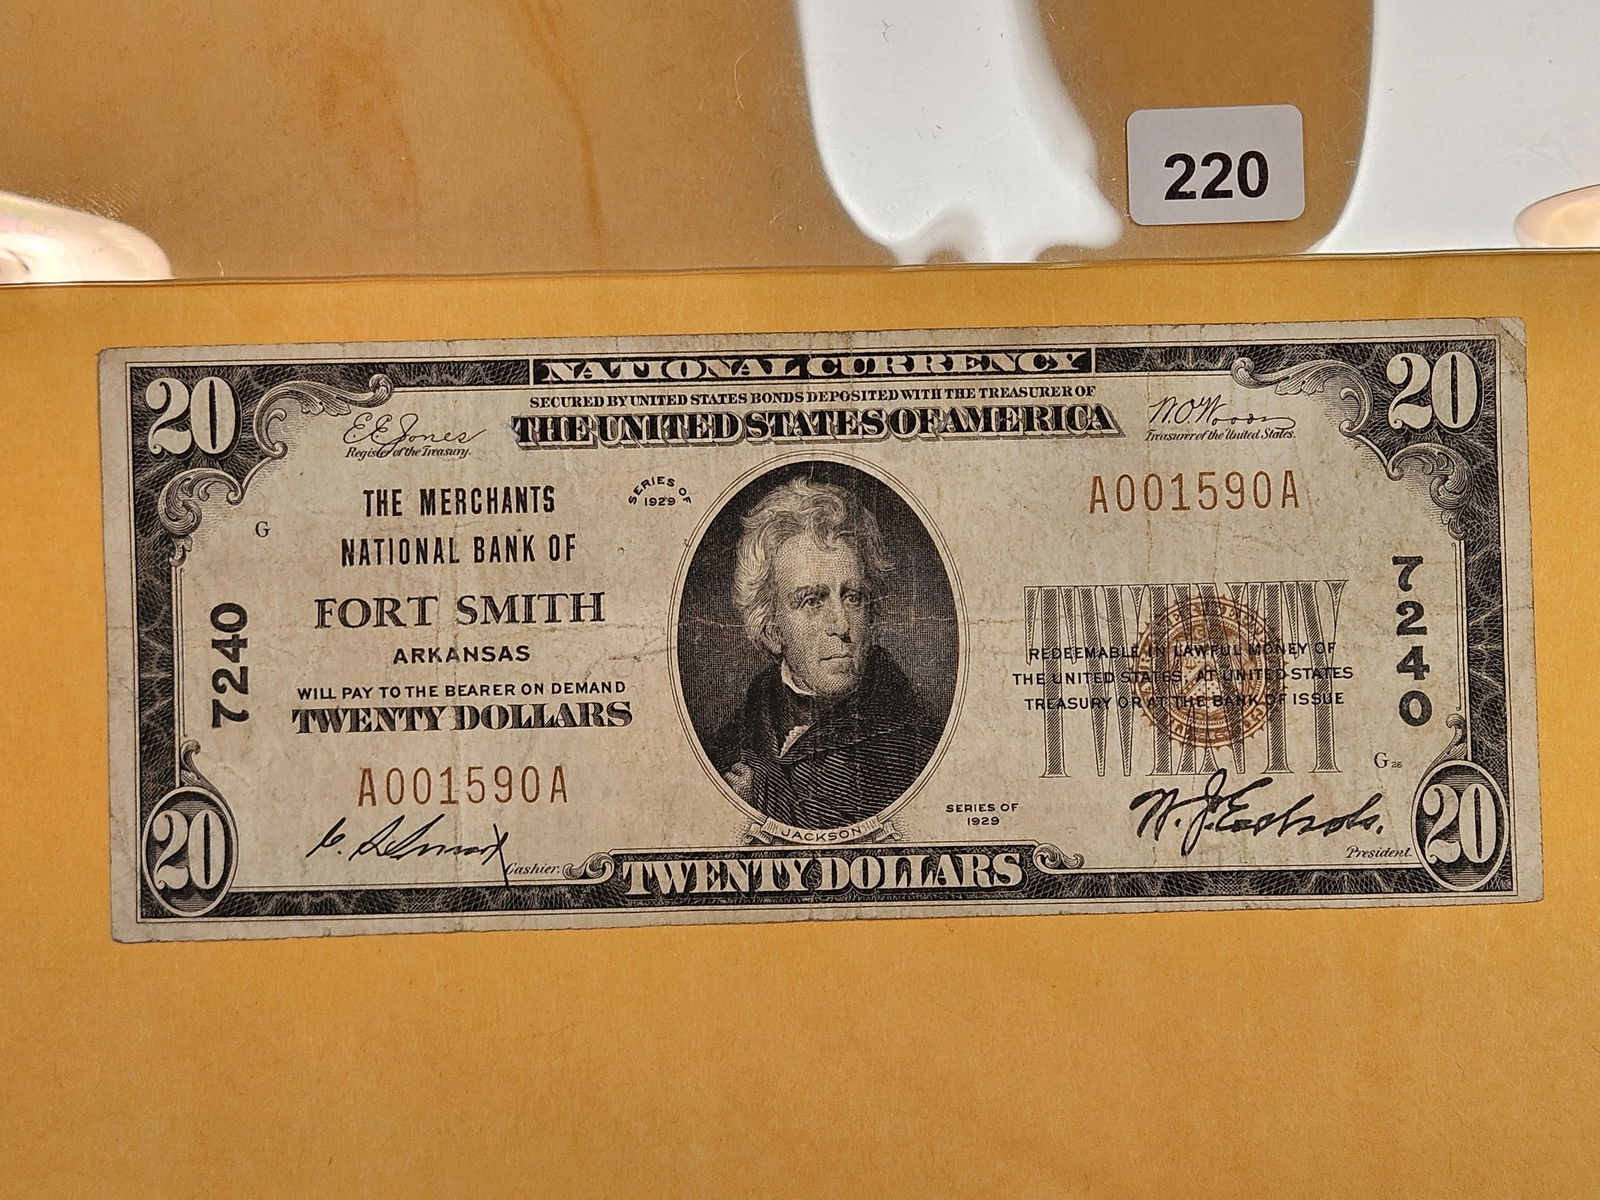 220
NATIONAL CURRENCY
SECURED BY UNITED STATES BONDS DEPOSITED WITH THE TREASURER OF
THE UNITED STATES OF AMERICA
20
20
E.E. Jones
Register of the Treasury.
W.O. Woods
Treasurer of the United States.
SERIES OF
1929
A001590A
THE MERCHANTS
NATIONAL BANK OF
FORT SMITH
ARKANSAS
WILL PAY TO THE BEARER ON DEMAND
TWENTY DOLLARS
A001590A
G
7240
7240
TWENTY
REDEEMABLE IN LAWFUL MONEY OF
THE UNITED STATES, AT UNITED STATES
TREASURY OR AT THE BANK OF ISSUE
G26
SERIES OF
1929
JACKSON
Cashier.
W. J. Echols.
President.
20
TWENTY DOLLARS
20